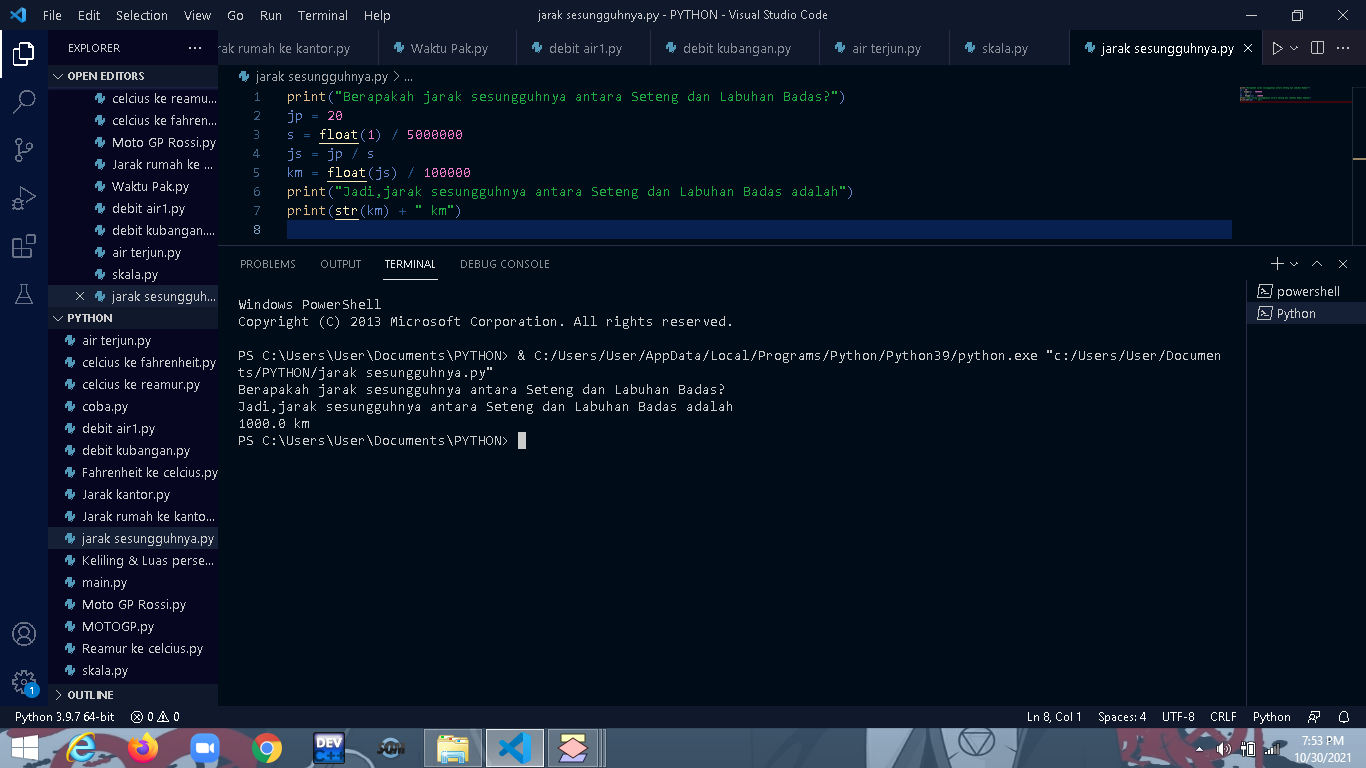 File Edit Selection View Go Run Terminal Help
jarak sesungguhnya.py - PYTHON - Visual Studio Code
EXPLORER
rak rumah ke kantor.py Waktu Pak.py debit air1.py debit kubangan.py air terjun.py skala.py jarak sesungguhnya.py
OPEN EDITORS
celcius ke reamu...
celcius ke fahren...
Moto GP Rossi.py
Jarak rumah ke ...
Waktu Pak.py
debit air1.py
debit kubangan....
air terjun.py
skala.py
jarak sesungguh...
PYTHON
air terjun.py
celcius ke fahrenheit.py
celcius ke reamur.py
coba.py
debit air1.py
debit kubangan.py
Fahrenheit ke celcius.py
Jarak kantor.py
Jarak rumah ke kanto...
jarak sesungguhnya.py
Keliling & Luas perse...
main.py
Moto GP Rossi.py
MOTOGP.py
Reamur ke celcius.py
skala.py
OUTLINE
jarak sesungguhnya.py > ...
1 print("Berapakah jarak sesungguhnya antara Seteng dan Labuhan Badas?")
2 jp = 20
3 s = float(1) / 5000000
4 js = jp / s
5 km = float(js) / 100000
6 print("Jadi,jarak sesungguhnya antara Seteng dan Labuhan Badas adalah")
7 print(str(km) + " km")
8
PROBLEMS OUTPUT TERMINAL DEBUG CONSOLE
powershell
Python
Windows PowerShell
Copyright (C) 2013 Microsoft Corporation. All rights reserved.
PS C:\Users\User\Documents\PYTHON> & C:/Users/User/AppData/Local/Programs/Python/Python39/python.exe "c:/Users/User/Documen
ts/PYTHON/jarak sesungguhnya.py"
Berapakah jarak sesungguhnya antara Seteng dan Labuhan Badas?
Jadi,jarak sesungguhnya antara Seteng dan Labuhan Badas adalah
1000.0 km
PS C:\Users\User\Documents\PYTHON>
1
Python 3.9.7 64-bit 0 0
Ln 8, Col 1 Spaces: 4 UTF-8 CRLF Python
DEV
C++
7:53 PM
10/30/2021